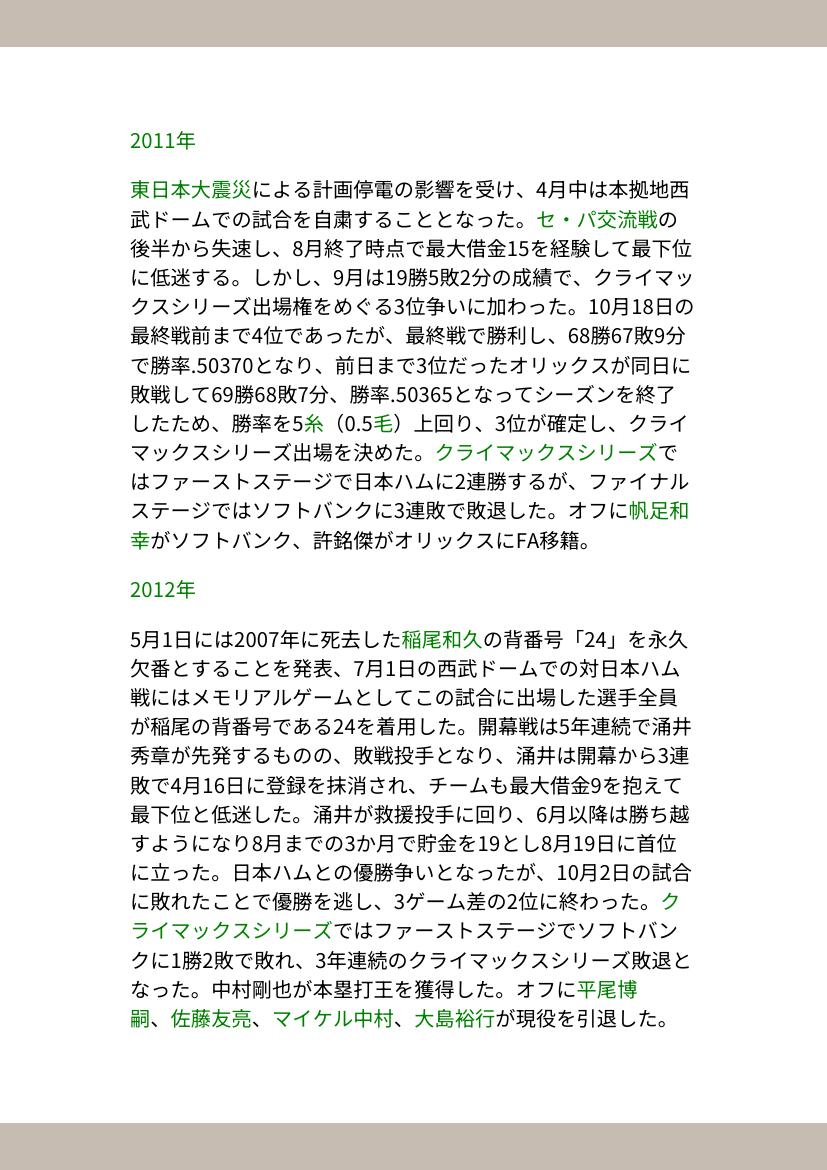 2011年
東日本大震災による計画停電の影響を受け、4月中は本拠地西
武ドームでの試合を自粛することとなった。セ・パ交流戦の
後半から失速し、8月終了時点で最大借金15を経験して最下位
に低迷する。しかし、9月は19勝5敗2分の成績で、クライマッ
クスシリーズ出場権をめぐる3位争いに加わった。10月18日の
最終戦前まで4位であったが、最終戦で勝利し、68勝67敗9分
で勝率.50370となり、前日まで3位だったオリックスが同日に
敗戦して69勝68敗7分、勝率.50365となってシーズンを終了
したため、勝率を5糸（0.5毛）上回り、3位が確定し、クライ
マックスシリーズ出場を決めた。クライマックスシリーズで
はファーストステージで日本ハムに2連勝するが、ファイナル
ステージではソフトバンクに3連敗で敗退した。オフに帆足和
幸がソフトバンク、許銘傑がオリックスにFA移籍。
2012年
5月1日には2007年に死去した稲尾和久の背番号「24」を永久
欠番とすることを発表、7月1日の西武ドームでの対日本ハム
戦にはメモリアルゲームとしてこの試合に出場した選手全員
が稲尾の背番号である24を着用した。開幕戦は5年連続で涌井
秀章が先発するものの、敗戦投手となり、涌井は開幕から3連
敗で4月16日に登録を抹消され、チームも最大借金9を抱えて
最下位と低迷した。涌井が救援投手に回り、6月以降は勝ち越
すようになり8月までの3か月で貯金を19とし8月19日に首位
に立った。日本ハムとの優勝争いとなったが、10月2日の試合
に敗れたことで優勝を逃し、3ゲーム差の2位に終わった。ク
ライマックスシリーズではファーストステージでソフトバン
クに1勝2敗で敗れ、3年連続のクライマックスシリーズ敗退と
なった。中村剛也が本塁打王を獲得した。オフに平尾博
嗣、佐藤友亮、マイケル中村、大島裕行が現役を引退した。